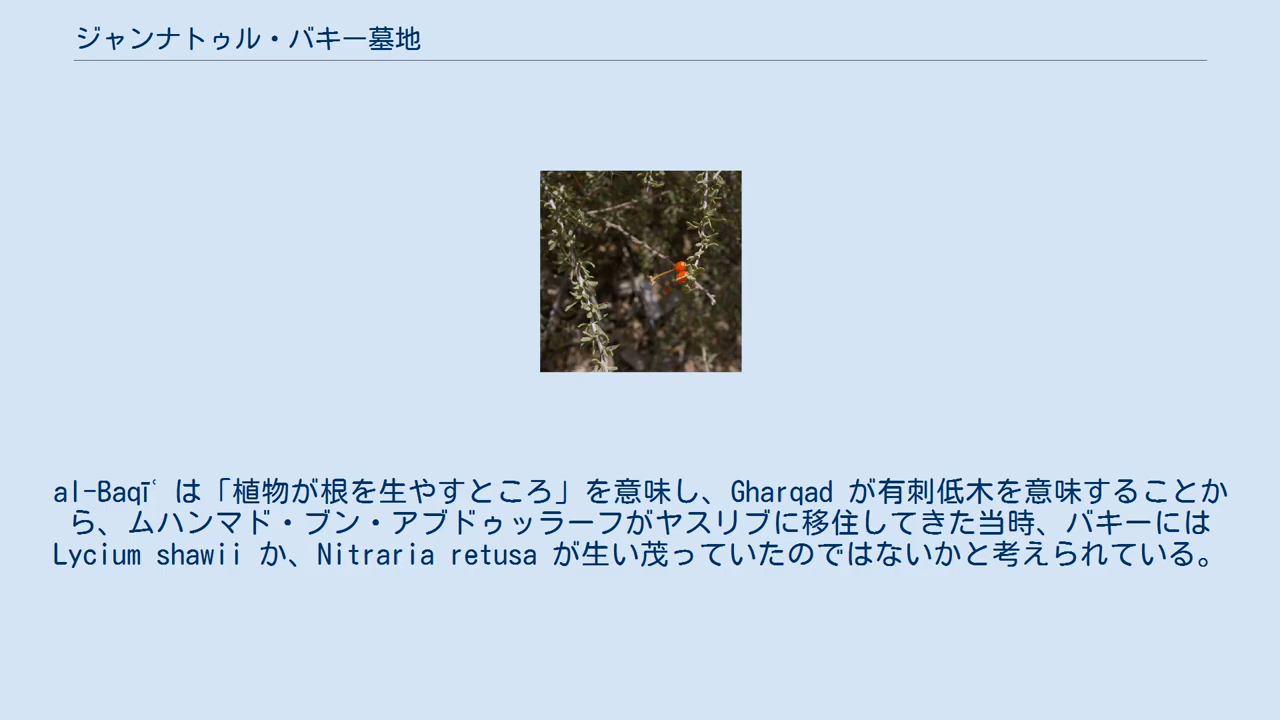 ジャンナトゥル・バキー墓地
al-Baqīʿ は「植物が根を生やすところ」を意味し、Gharqad が有刺低木を意味することか
ら、ムハンマド・ブン・アブドゥッラーフがヤスリブに移住してきた当時、バキーには
Lycium shawii か、Nitraria retusa が生い茂っていたのではないかと考えられている。